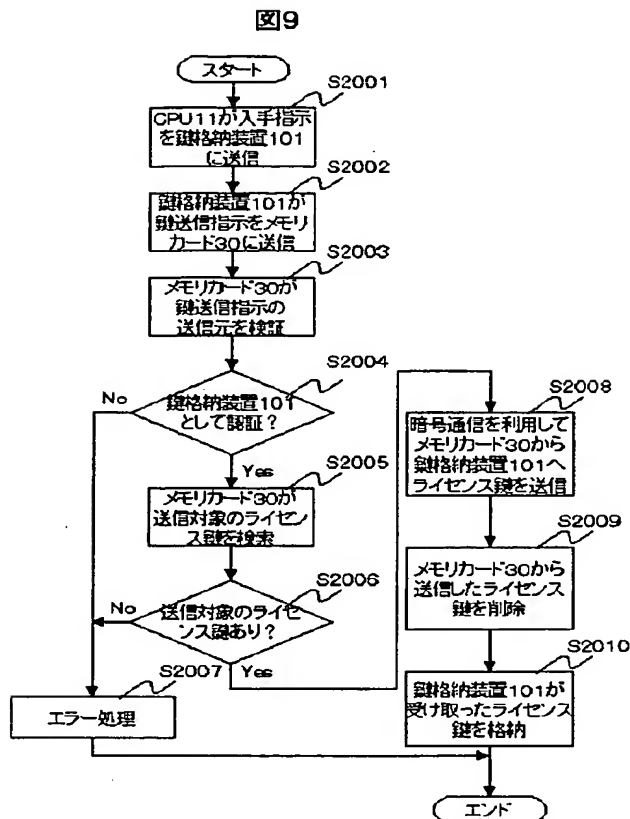 図9
スタート
S2001
CPU11が入手指示
を鍵格納装置101
に送信
S2002
鍵格納装置101が
鍵送信指示をメモリ
カード30に送信
S2003
メモリカード30が
鍵送信指示の
送信元を検証
S2004
鍵格納装置101
として認証?
No
Yes
S2005
メモリカード30が
送信対象のライセン
ス鍵を検索
S2006
送信対象のライセ
ンス鍵あり?
No
Yes
S2007
エラー処理
S2008
暗号通信を利用して
メモリカード30から
鍵格納装置101へ
ライセンス鍵を送信
S2009
メモリカード30から
送信したライセンス
鍵を削除
S2010
鍵格納装置101が
受け取ったライセンス
鍵を格納
エンド